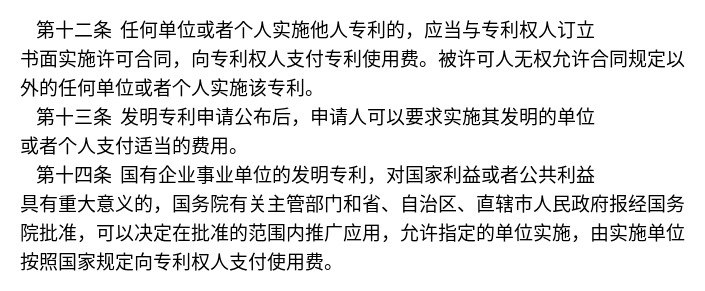 第十二条 任何单位或者个人实施他人专利的，应当与专利权人订立
书面实施许可合同，向专利权人支付专利使用费。被许可人无权允许合同规定以
外的任何单位或者个人实施该专利。
第十三条 发明专利申请公布后，申请人可以要求实施其发明的单位
或者个人支付适当的费用。
第十四条 国有企业事业单位的发明专利，对国家利益或者公共利益
具有重大意义的，国务院有关主管部门和省、自治区、直辖市人民政府报经国务
院批准，可以决定在批准的范围内推广应用，允许指定的单位实施，由实施单位
按照国家规定向专利权人支付使用费。